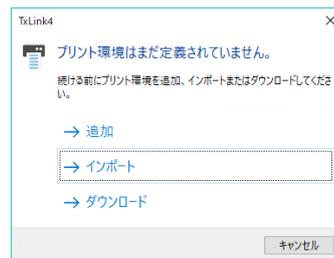 TxLink4
プリント環境はまだ定義されていません。
続ける前にプリント環境を追加、インポートまたはダウンロードしてくださ
い。
→ 追加
→ インポート
→ ダウンロード
キャンセル